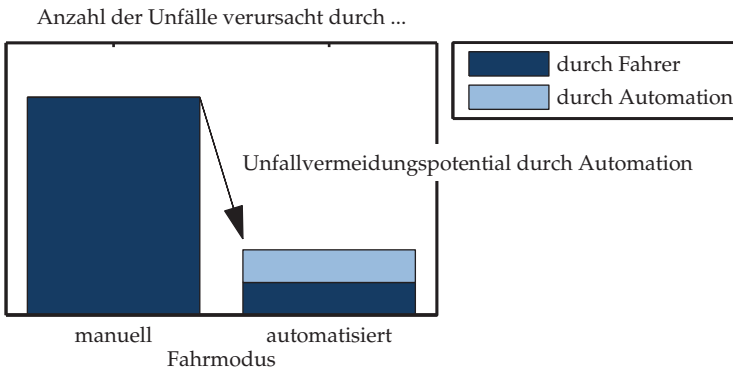 Anzahl der Unfälle verursacht durch ...
durch Fahrer
durch Automation
Unfallvermeidungspotential durch Automation
manuell
automatisiert
Fahrmodus